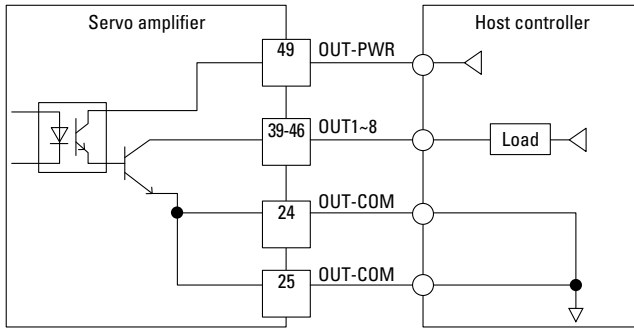 Servo amplifier
Host controller
49 OUT-PWR
39-46 OUT1~8
Load
24 OUT-COM
25 OUT-COM